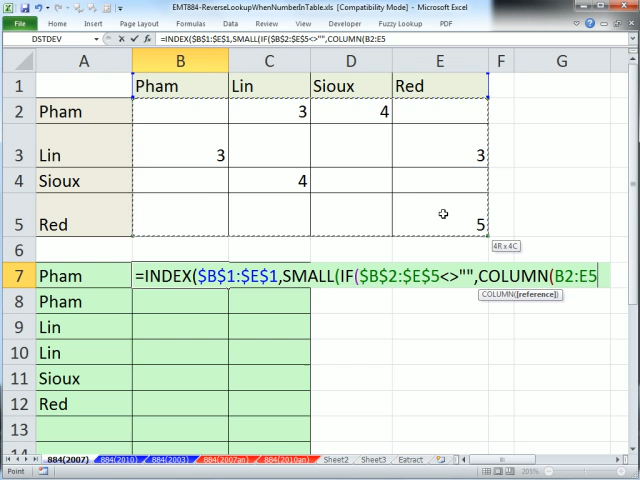 EMT884-ReverseLookupWhenNumberInTable.xls [Compatibility Mode] - Microsoft Excel
File Home Insert Page Layout Formulas Data Review View Developer Fuzzy Lookup PDF
DSTDEV =INDEX($B$1:$E$1,SMALL(IF($B$2:$E$5<>"",COLUMN(B2:E5
A B C D E F G
1 Pham Lin Sioux Red
2 Pham 3 4
3 Lin 3 3
4 Sioux 4
5 Red 5
4R x 4C
6
7 Pham =INDEX($B$1:$E$1,SMALL(IF($B$2:$E$5<>"",COLUMN(B2:E5
COLUMN([reference])
8 Pham
9 Lin
10 Lin
11 Sioux
12 Red
13
14
884(2007) 884(2010) 884(2003) 884(2007an) 884(2010an) Sheet2 Sheet3 Eatract
Point 205%